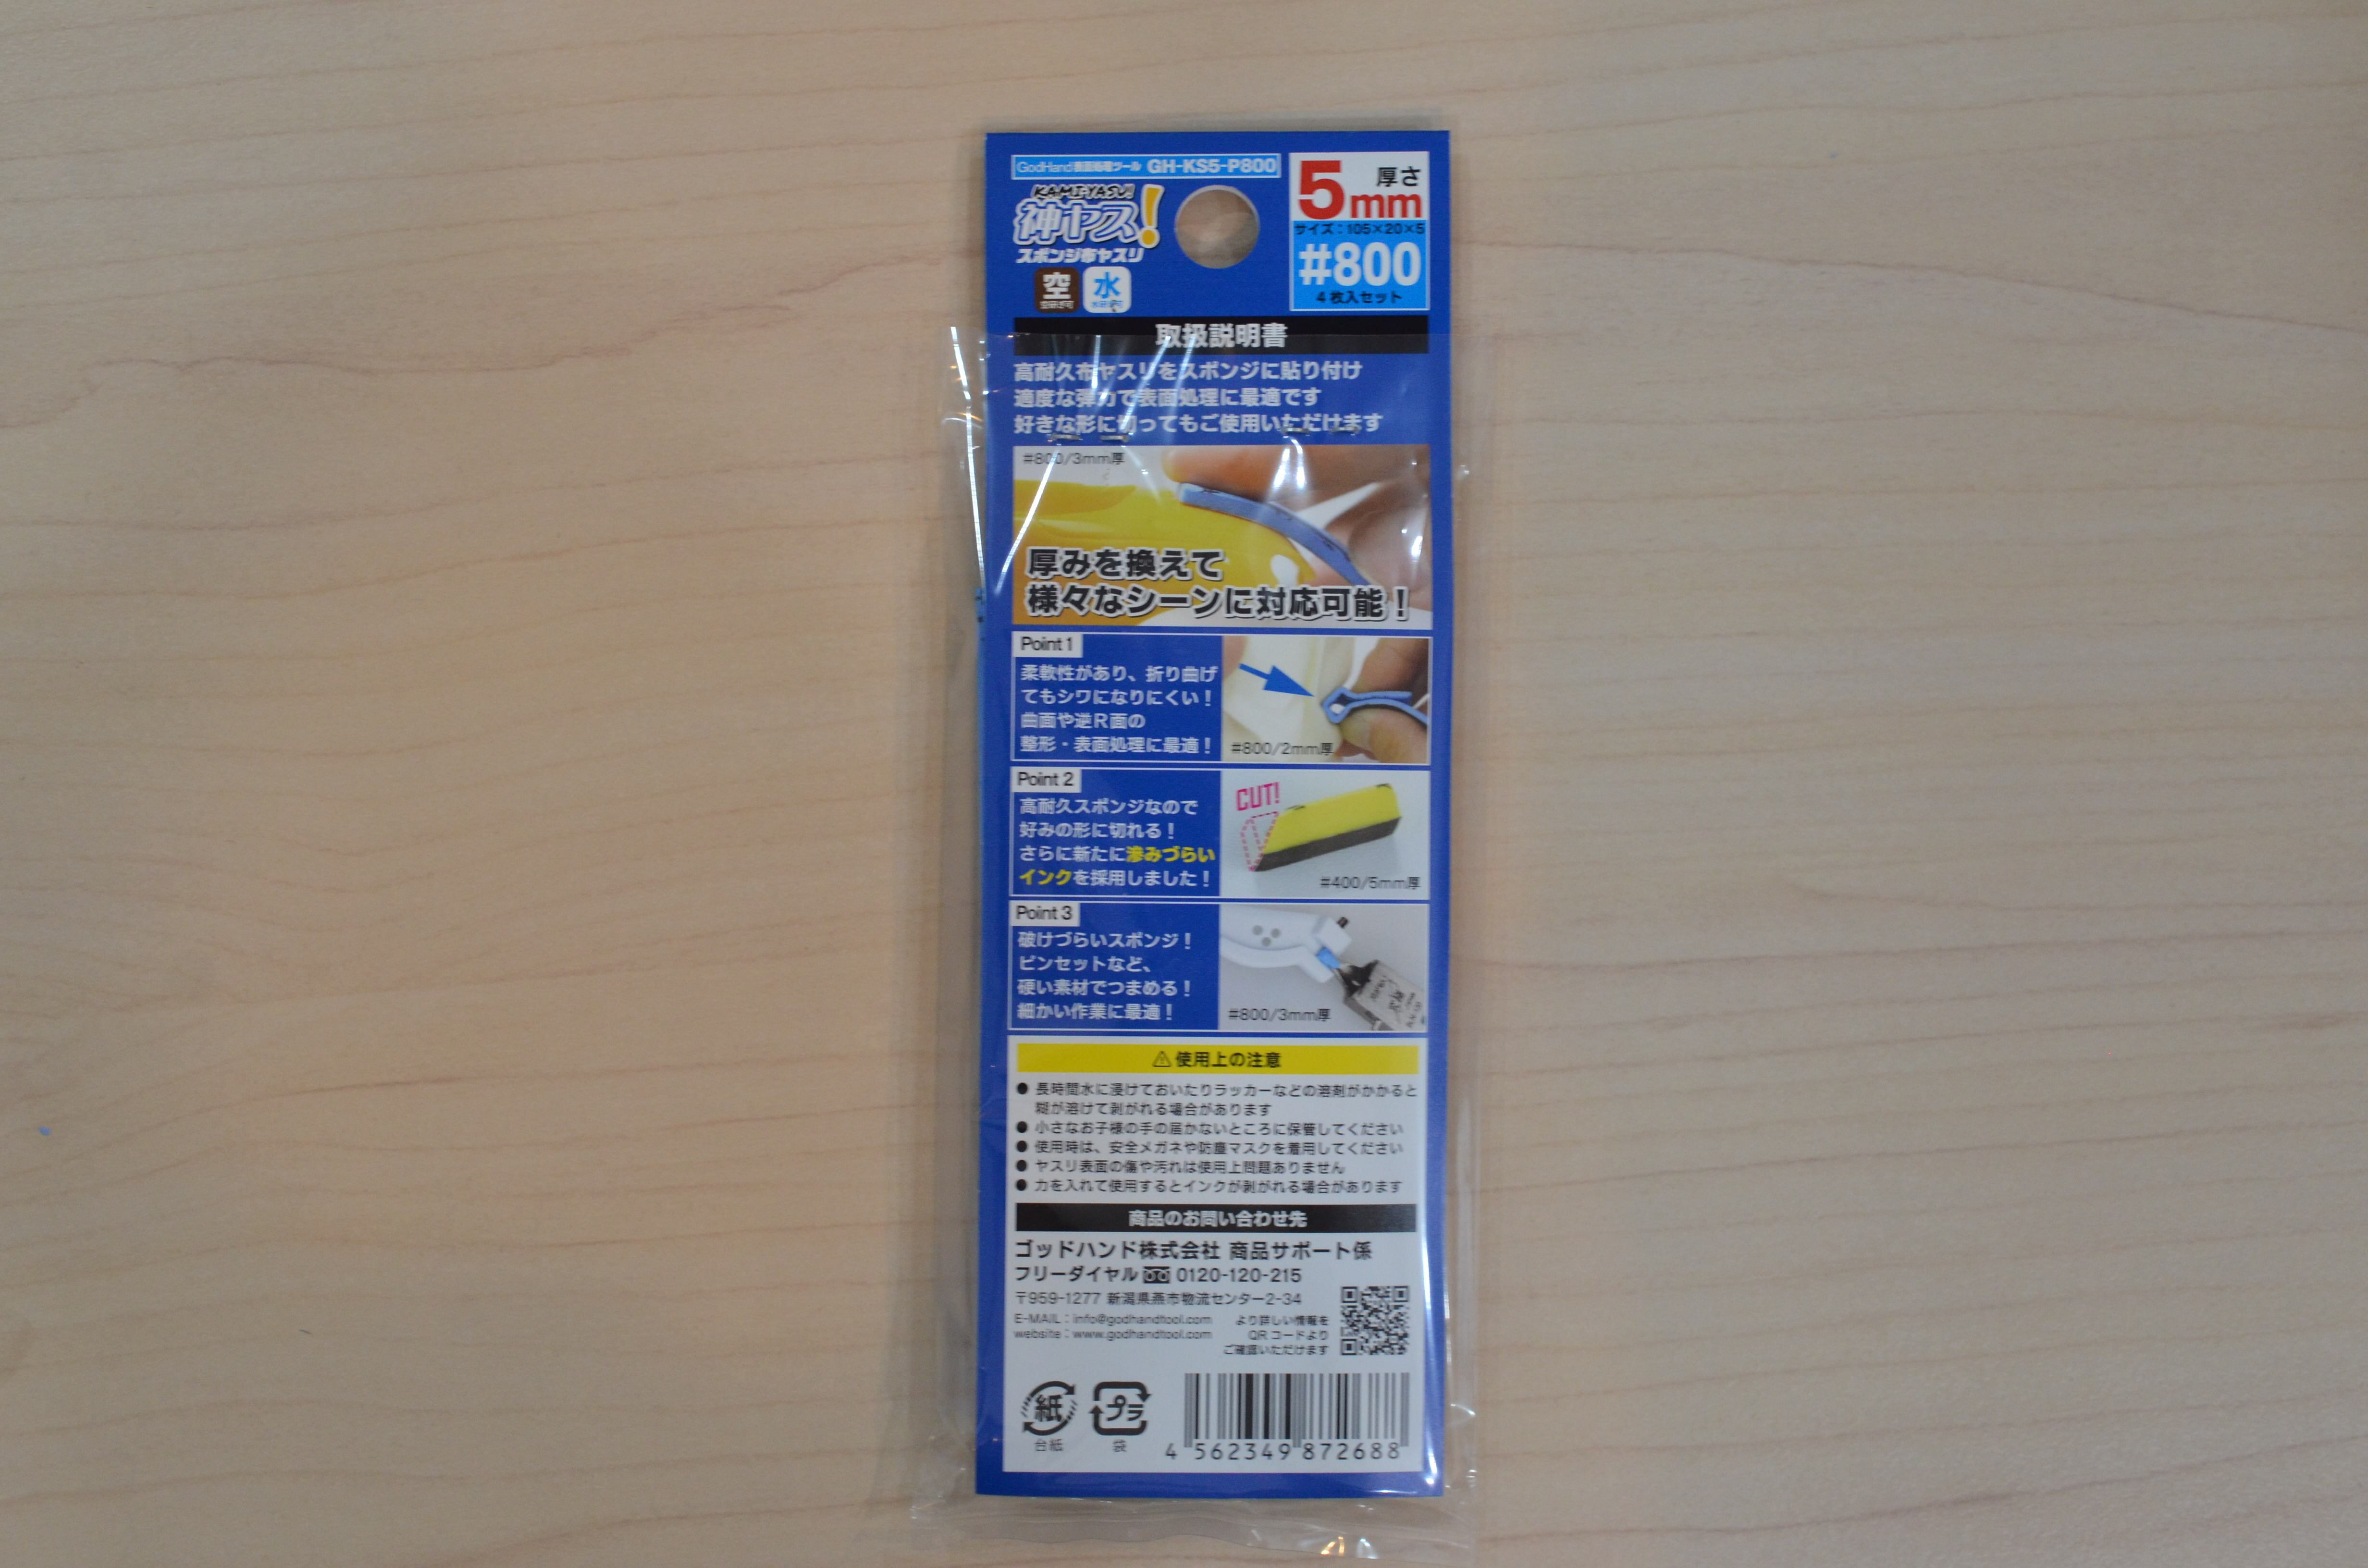 GodHand表面処理ツール GH-KS5-P800
KAMI-YASU!
神ヤス!
スポンジ布ヤスリ
空
空研ぎ可
水
厚さ
5mm
サイズ：105×20×5
#800
4枚入セット
取扱説明書
高耐久布ヤスリをスポンジに貼り付け
適度な弾力で表面処理に最適です
好きな形に切ってもご使用いただけます
#800/3mm厚
厚みを換えて
様々なシーンに対応可能！
Point 1
柔軟性があり、折り曲げ
てもシワになりにくい！
曲面や逆R面の
整形・表面処理に最適！
#800/2mm厚
Point 2
高耐久スポンジなので
好みの形に切れる！
さらに新たに滲みづらい
インクを採用しました！
CUT!
#400/5mm厚
Point 3
破けづらいスポンジ！
ピンセットなど、
硬い素材でつまめる！
細かい作業に最適！
#800/3mm厚
⚠使用上の注意
● 長時間水に浸けておいたりラッカーなどの溶剤がかかると
糊が溶けて剥がれる場合があります
● 小さなお子様の手の届かないところに保管してください
● 使用時は、安全メガネや防塵マスクを着用してください
● ヤスリ表面の傷や汚れは使用上問題ありません
● 力を入れて使用するとインクが剥がれる場合があります
商品のお問い合わせ先
ゴッドハンド株式会社 商品サポート係
フリーダイヤル 0120-120-215
〒959-1277 新潟県燕市物流センター2-34
E-MAIL：info@godhandtool.com
website：www.godhandtool.com
より詳しい情報を
QRコードより
ご確認いただけます
紙
台紙
プラ
袋
4 562349 872688